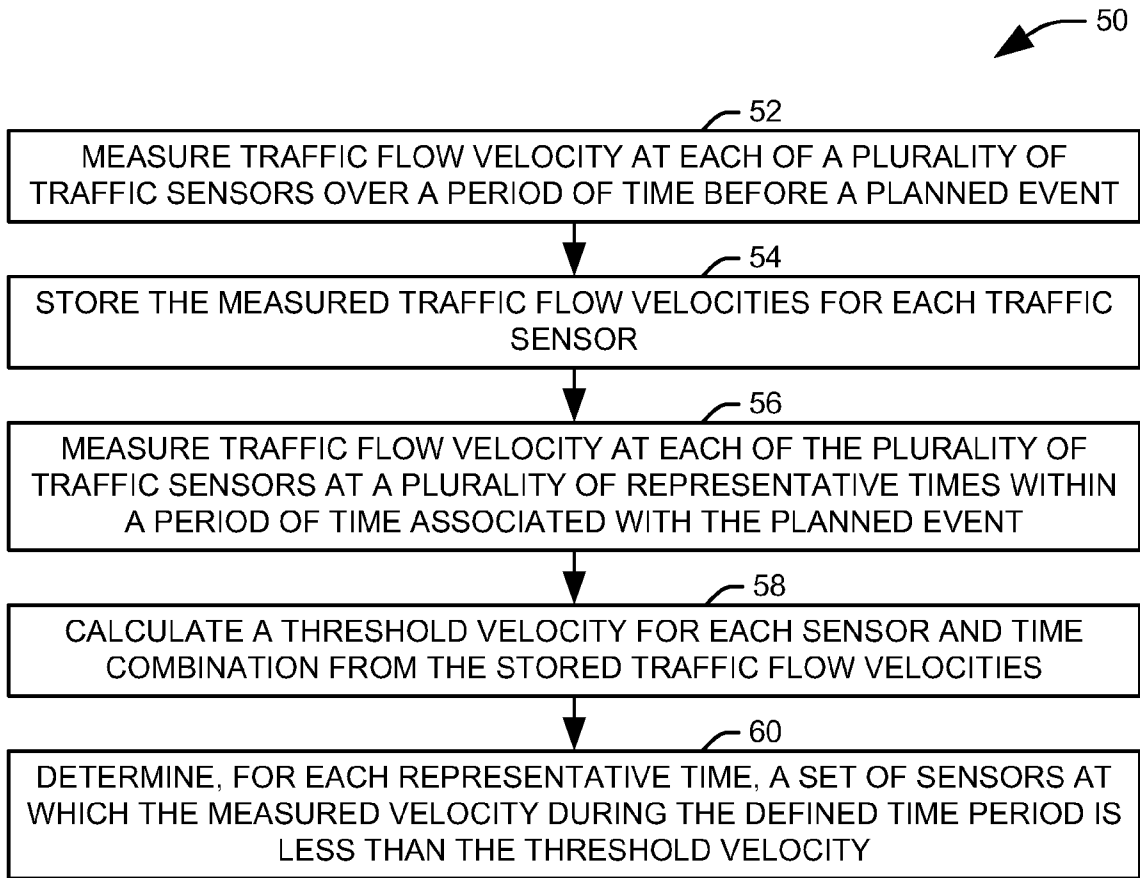 50
52
MEASURE TRAFFIC FLOW VELOCITY AT EACH OF A PLURALITY OF
TRAFFIC SENSORS OVER A PERIOD OF TIME BEFORE A PLANNED EVENT
54
STORE THE MEASURED TRAFFIC FLOW VELOCITIES FOR EACH TRAFFIC
SENSOR
56
MEASURE TRAFFIC FLOW VELOCITY AT EACH OF THE PLURALITY OF
TRAFFIC SENSORS AT A PLURALITY OF REPRESENTATIVE TIMES WITHIN
A PERIOD OF TIME ASSOCIATED WITH THE PLANNED EVENT
58
CALCULATE A THRESHOLD VELOCITY FOR EACH SENSOR AND TIME
COMBINATION FROM THE STORED TRAFFIC FLOW VELOCITIES
60
DETERMINE, FOR EACH REPRESENTATIVE TIME, A SET OF SENSORS AT
WHICH THE MEASURED VELOCITY DURING THE DEFINED TIME PERIOD IS
LESS THAN THE THRESHOLD VELOCITY